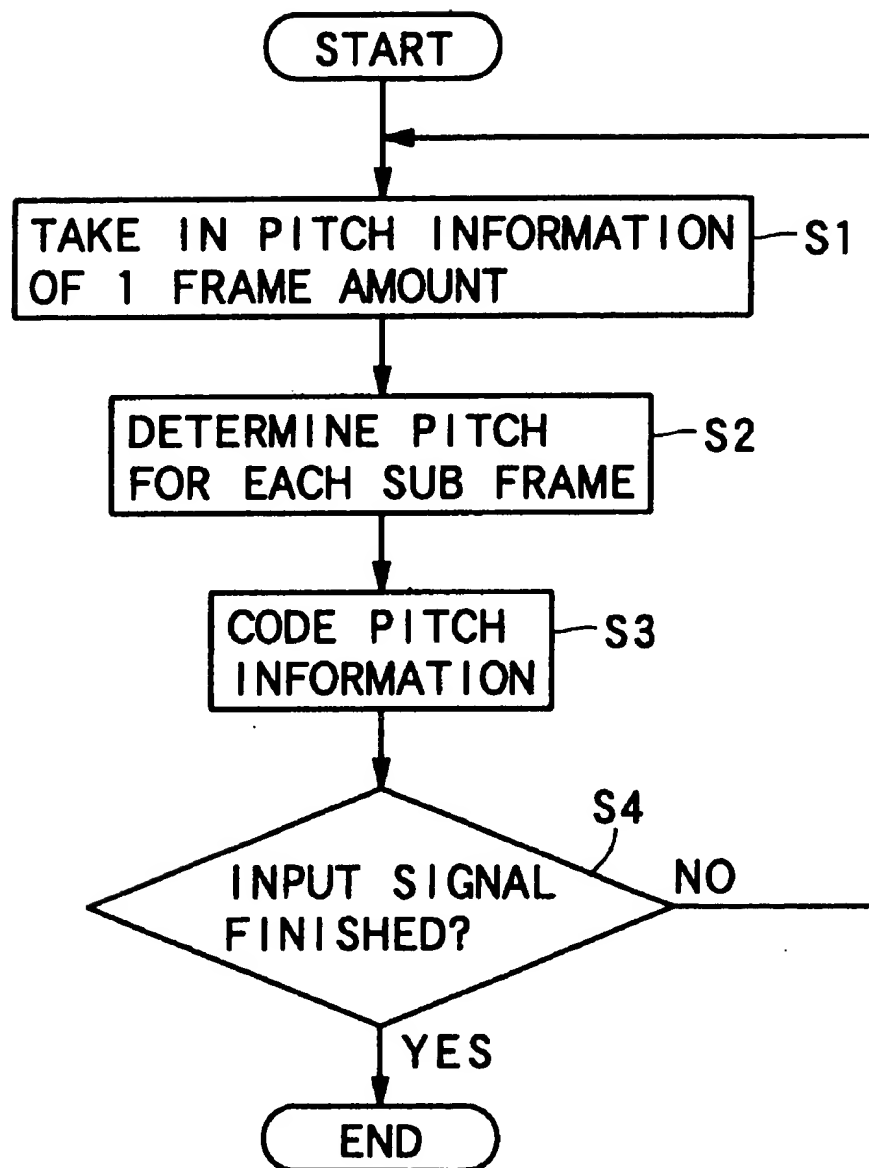 START
TAKE IN PITCH INFORMATION
OF 1 FRAME AMOUNT
S1
DETERMINE PITCH
FOR EACH SUB FRAME
S2
CODE PITCH
INFORMATION
S3
S4
INPUT SIGNAL
FINISHED?
NO
YES
END